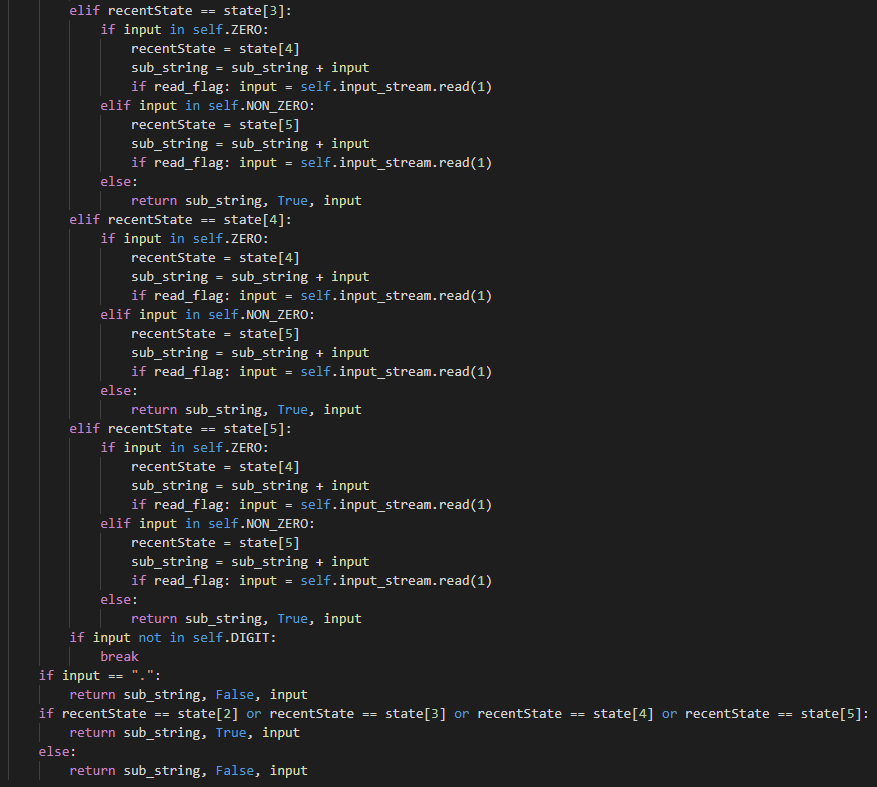 elif recentState == state[3]:
if input in self.ZERO:
recentState = state[4]
sub_string = sub_string + input
if read_flag: input = self.input_stream.read(1)
elif input in self.NON_ZERO:
recentState = state[5]
sub_string = sub_string + input
if read_flag: input = self.input_stream.read(1)
else:
return sub_string, True, input
elif recentState == state[4]:
if input in self.ZERO:
recentState = state[4]
sub_string = sub_string + input
if read_flag: input = self.input_stream.read(1)
elif input in self.NON_ZERO:
recentState = state[5]
sub_string = sub_string + input
if read_flag: input = self.input_stream.read(1)
else:
return sub_string, True, input
elif recentState == state[5]:
if input in self.ZERO:
recentState = state[4]
sub_string = sub_string + input
if read_flag: input = self.input_stream.read(1)
elif input in self.NON_ZERO:
recentState = state[5]
sub_string = sub_string + input
if read_flag: input = self.input_stream.read(1)
else:
return sub_string, True, input
if input not in self.DIGIT:
break
if input == ".":
return sub_string, False, input
if recentState == state[2] or recentState == state[3] or recentState == state[4] or recentState == state[5]:
return sub_string, True, input
else:
return sub_string, False, input